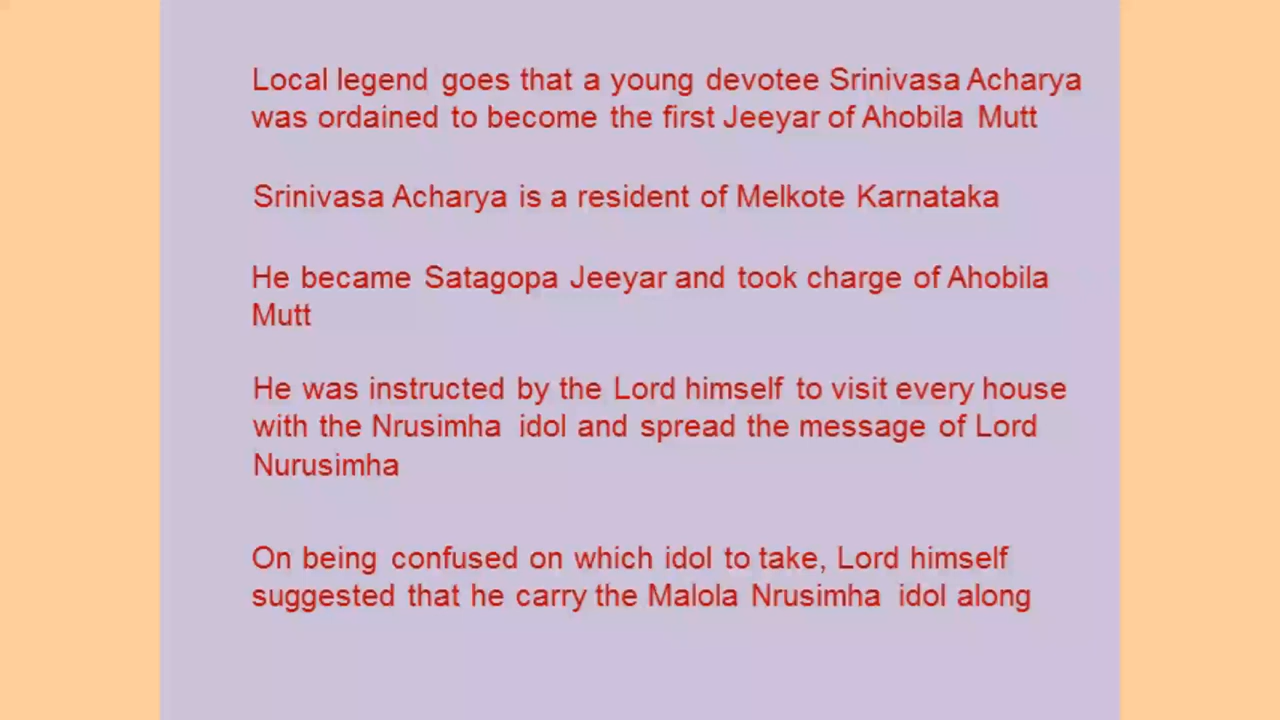 Local legend goes that a young devotee Srinivasa Acharya
was ordained to become the first Jeeyar of Ahobila Mutt
Srinivasa Acharya is a resident of Melkote Karnataka
He became Satagopa Jeeyar and took charge of Ahobila
Mutt
He was instructed by the Lord himself to visit every house
with the Nrusimha idol and spread the message of Lord
Nurusimha
On being confused on which idol to take, Lord himself
suggested that he carry the Malola Nrusimha idol along